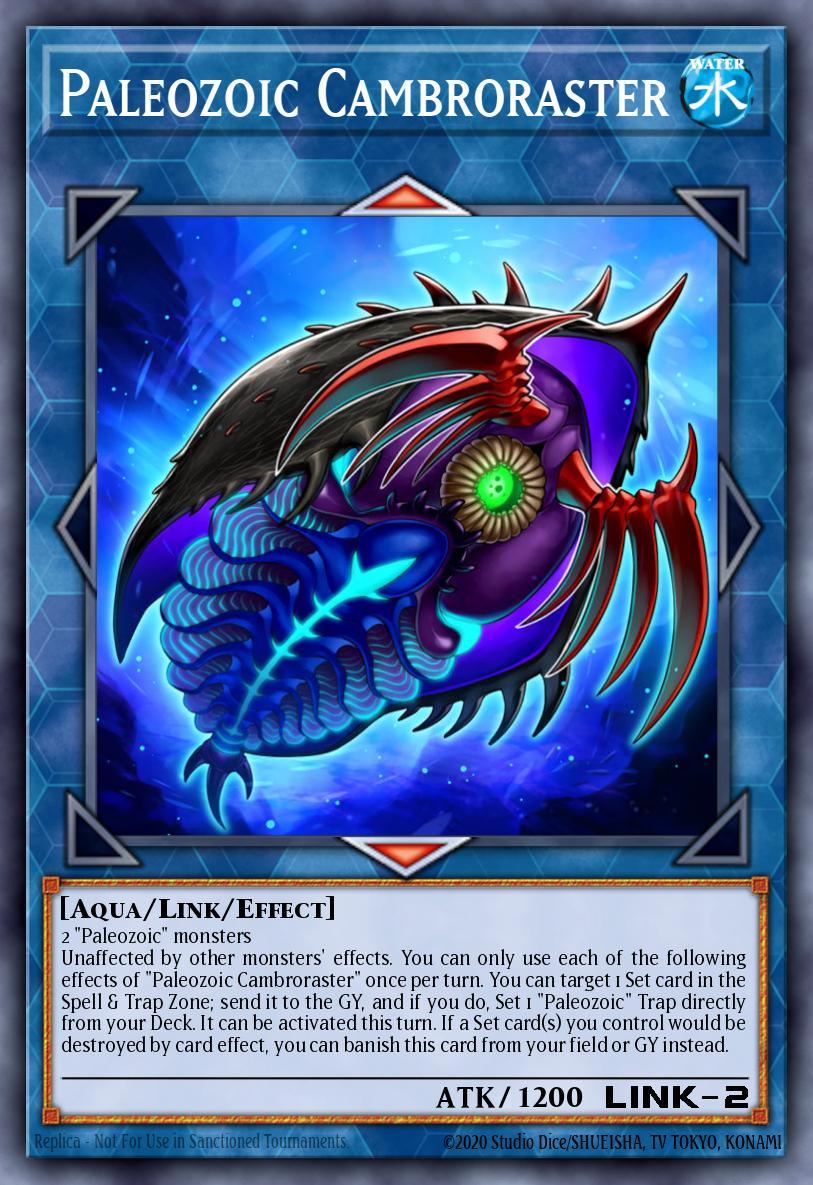 PALEOZOIC CAMBRORASTER
WATER
水
[AQUA/LINK/EFFECT]
2 "Paleozoic" monsters
Unaffected by other monsters' effects. You can only use each of the following
effects of "Paleozoic Cambroraster" once per turn. You can target 1 Set card in the
Spell & Trap Zone; send it to the GY, and if you do, Set 1 "Paleozoic" Trap directly
from your Deck. It can be activated this turn. If a Set card(s) you control would be
destroyed by card effect, you can banish this card from your field or GY instead.
ATK/1200 LINK-2
Replica - Not For Use in Sanctioned Tournaments.
©2020 Studio Dice/SHUEISHA, TV TOKYO, KONAMI